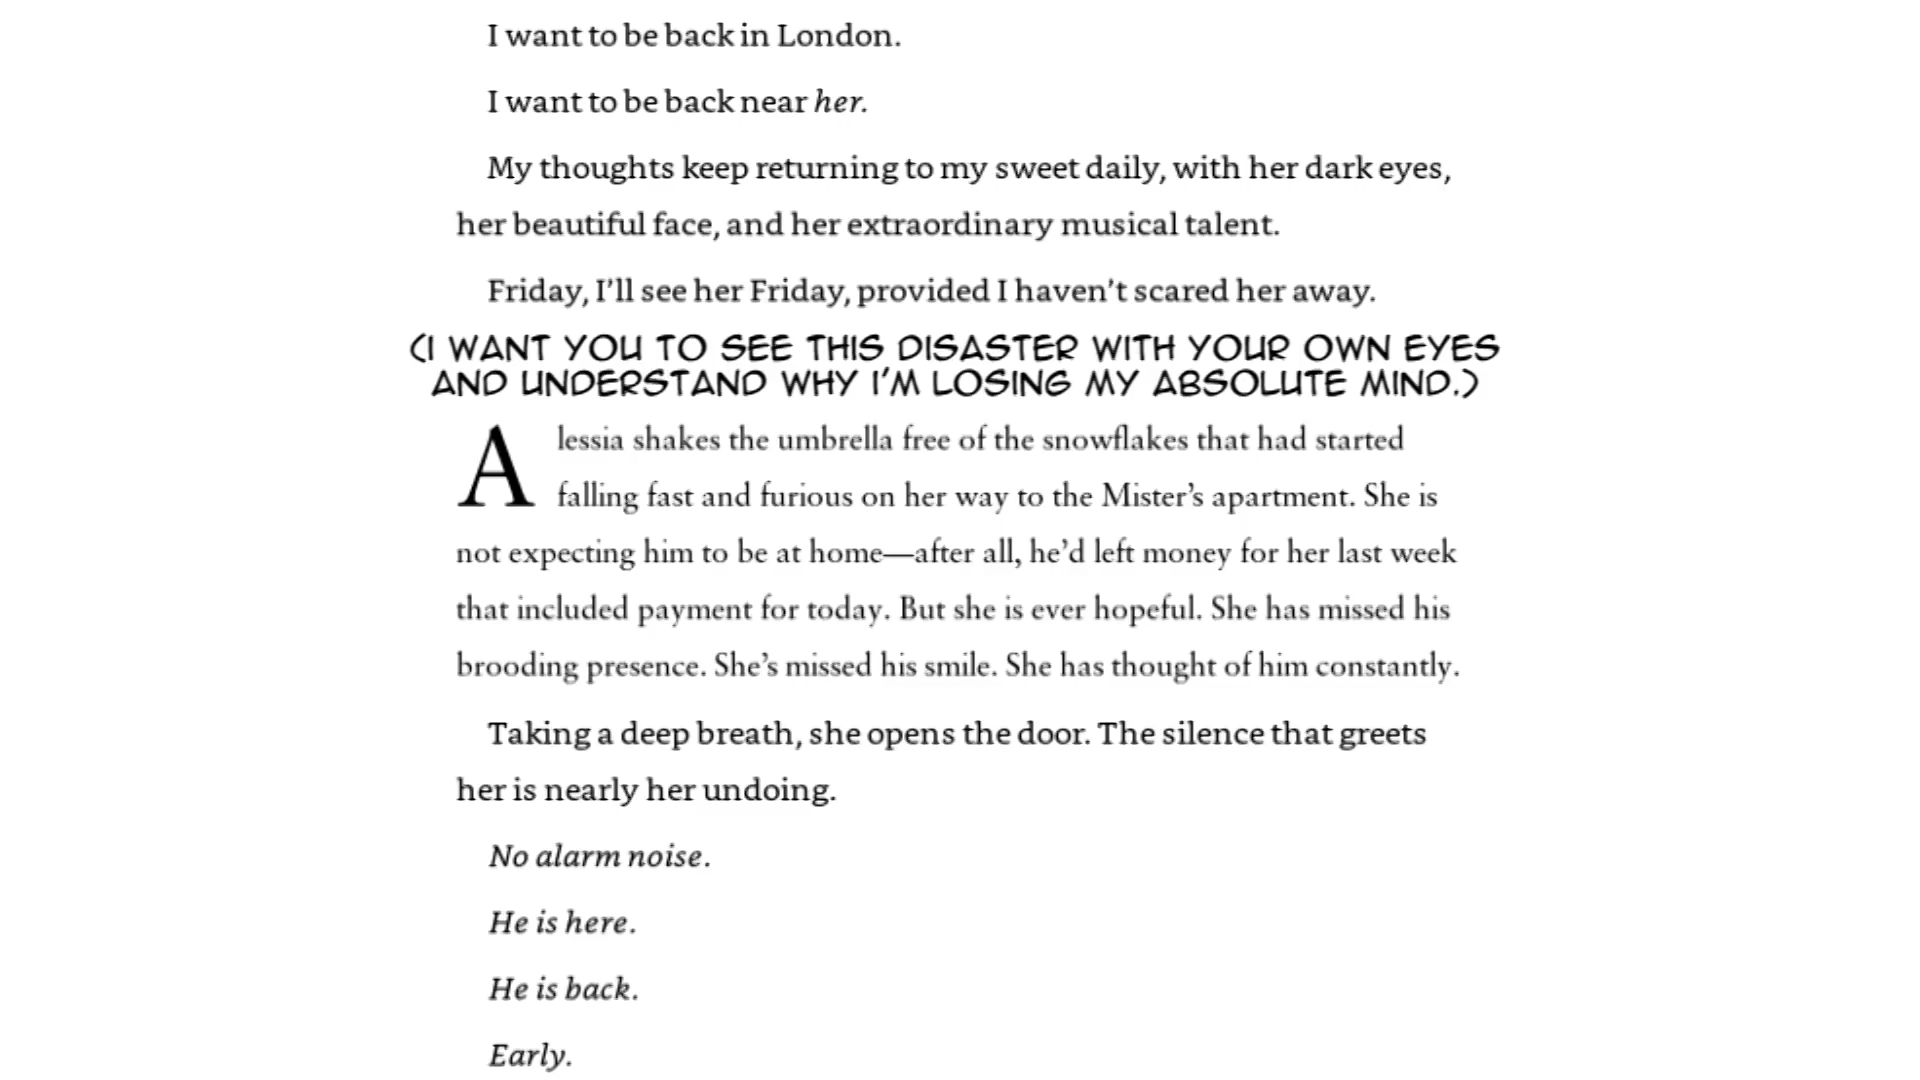 I want to be back in London.
I want to be back near her.
My thoughts keep returning to my sweet daily, with her dark eyes,
her beautiful face, and her extraordinary musical talent.
Friday, I’ll see her Friday, provided I haven’t scared her away.
(I WANT YOU TO SEE THIS DISASTER WITH YOUR OWN EYES
AND UNDERSTAND WHY I’M LOSING MY ABSOLUTE MIND.)
Alessia shakes the umbrella free of the snowflakes that had started
falling fast and furious on her way to the Mister’s apartment. She is
not expecting him to be at home—after all, he’d left money for her last week
that included payment for today. But she is ever hopeful. She has missed his
brooding presence. She’s missed his smile. She has thought of him constantly.
Taking a deep breath, she opens the door. The silence that greets
her is nearly her undoing.
No alarm noise.
He is here.
He is back.
Early.